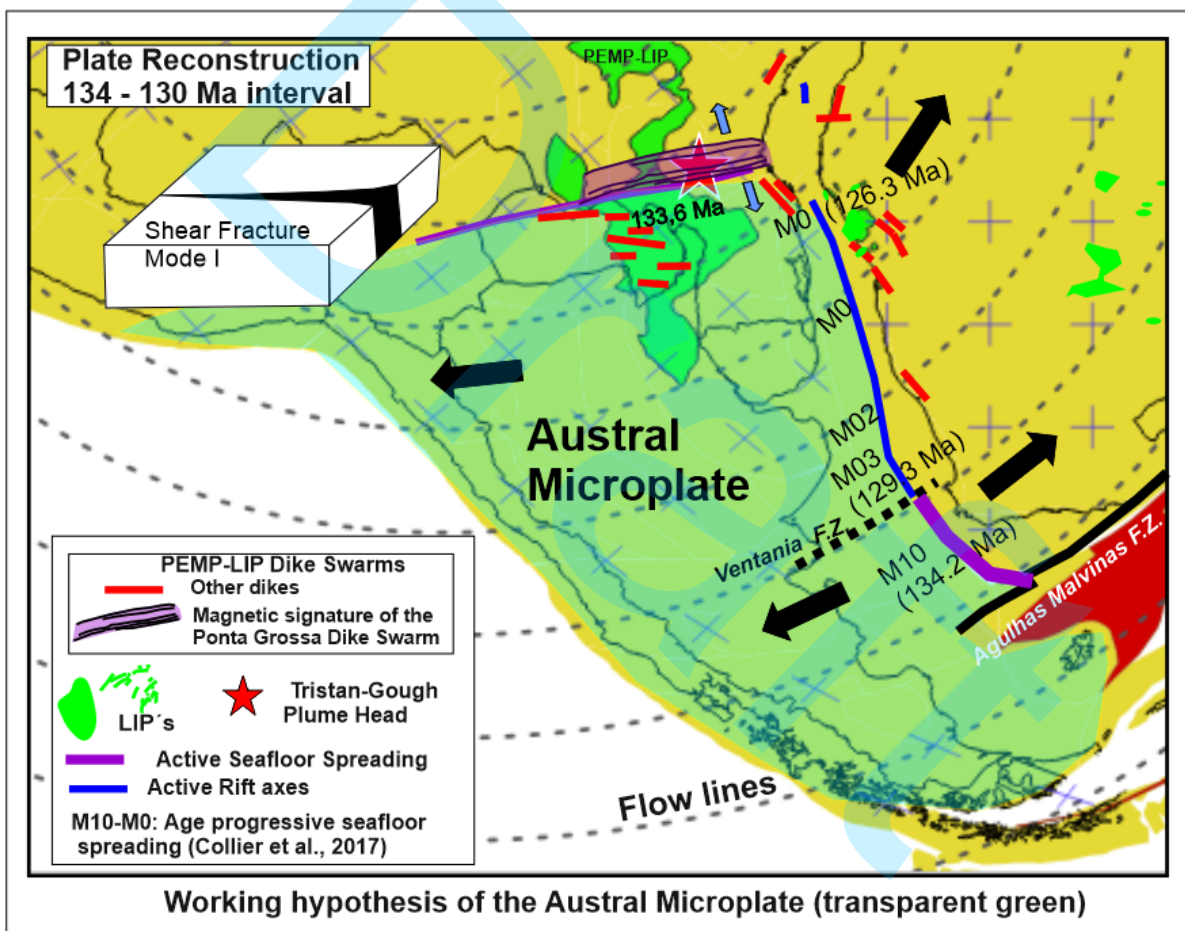 Plate Reconstruction
134 - 130 Ma interval
PEMP-LIP
Shear Fracture
Mode I
133,6 Ma
M0 (126.3 Ma)
M0
Austral
Microplate
M02
M03
(129.3 Ma)
Ventania F.Z.
M10
(134.2 Ma)
Agulhas Malvinas F.Z.
Flow lines
PEMP-LIP Dike Swarms
Other dikes
Magnetic signature of the
Ponta Grossa Dike Swarm
LIP´s
Tristan-Gough
Plume Head
Active Seafloor Spreading
Active Rift axes
M10-M0: Age progressive seafloor
spreading (Collier et al., 2017)
Working hypothesis of the Austral Microplate (transparent green)